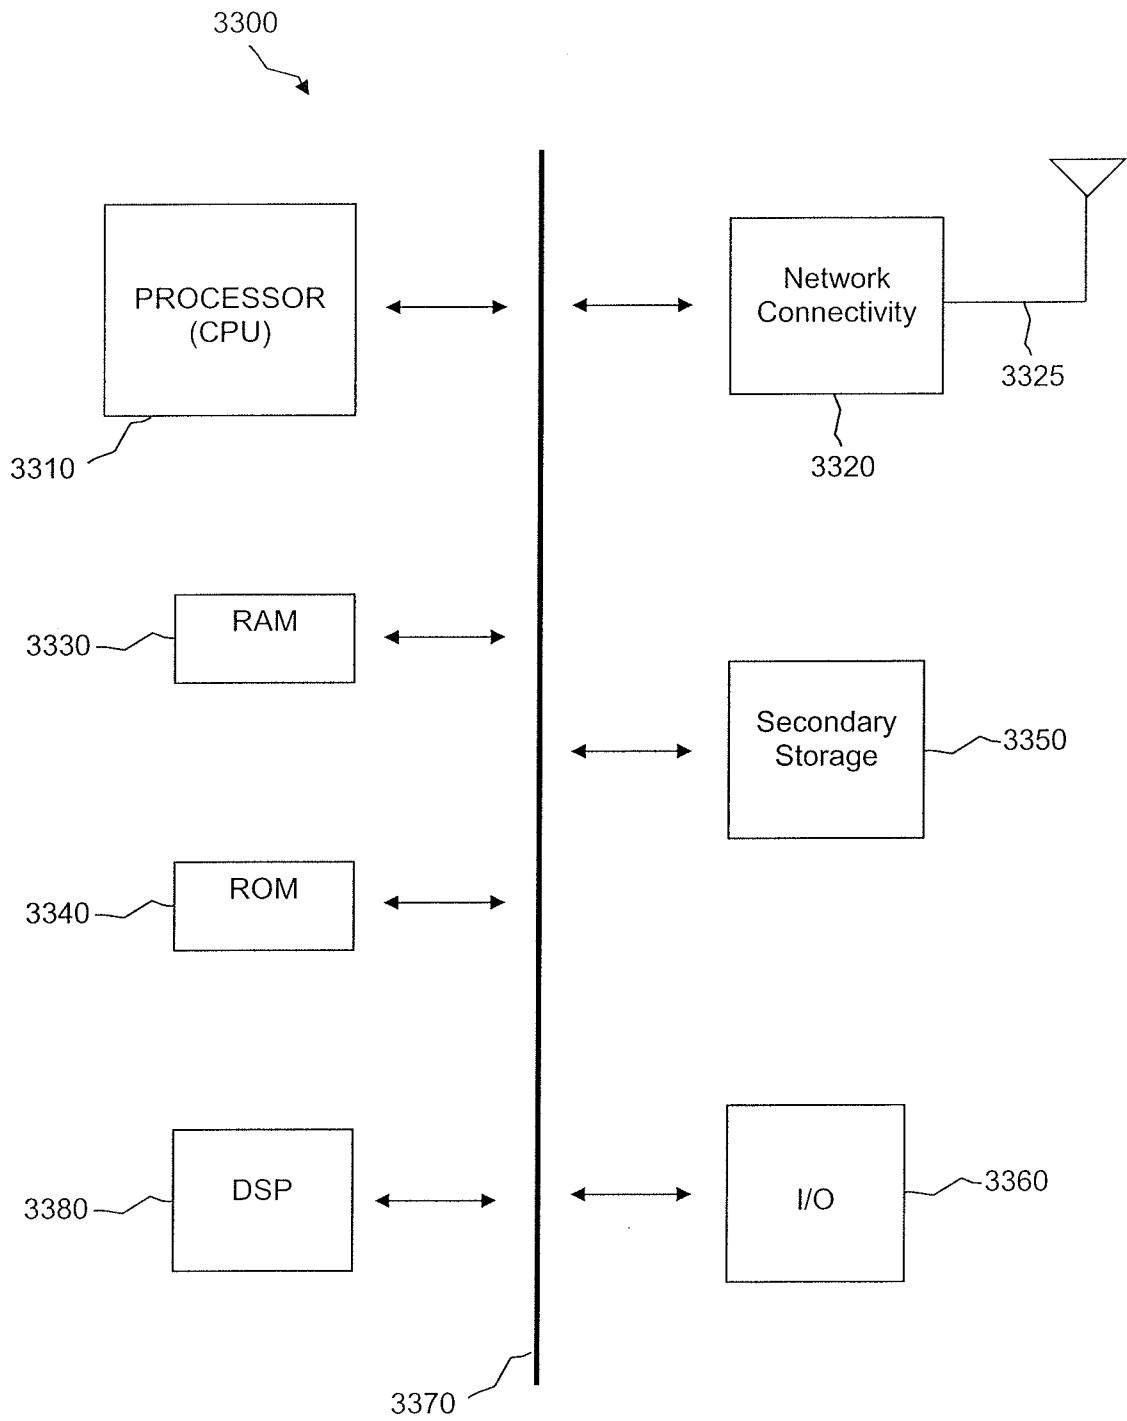 3300
PROCESSOR
(CPU)
3310
Network
Connectivity
3325
3320
RAM
3330
Secondary
Storage
3350
ROM
3340
DSP
3380
I/O
3360
3370